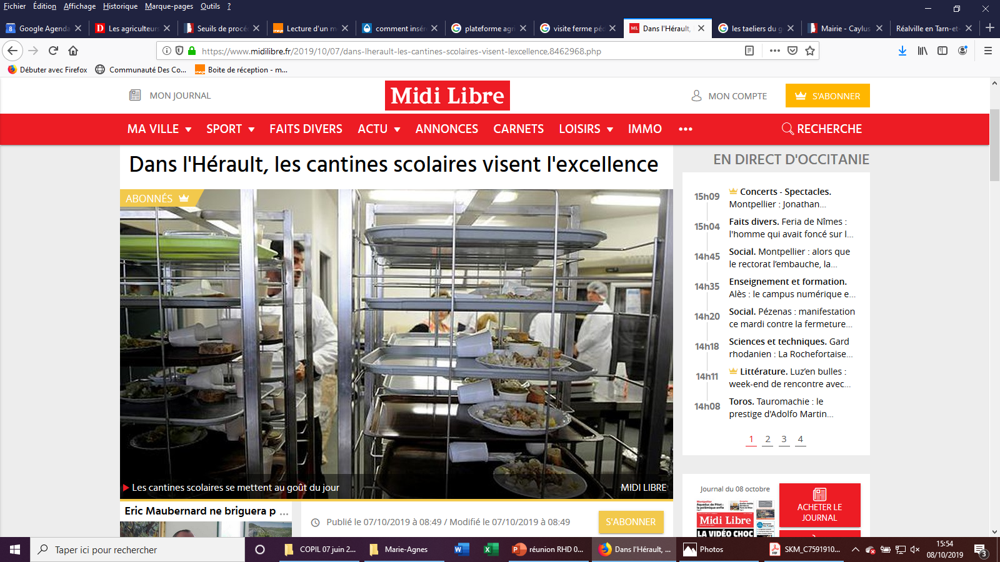 Fichier Édition Affichage Historique Marque-pages Outils ?
Google Agenda
Les agriculteurs
Seuils de procé
Lecture d'un m
comment insér
plateforme agri
visite ferme péd
Dans l'Hérault,
les taeliers du g
Mairie - Caylus
Réalville en Tarn-et-
https://www.midilibre.fr/2019/10/07/dans-lherault-les-cantines-scolaires-visent-lexcellence,8462968.php
Débuter avec Firefox
Communauté Des Co...
Boite de réception - m...
MON JOURNAL
Midi Libre
MON COMPTE
S'ABONNER
MA VILLE SPORT FAITS DIVERS ACTU ANNONCES CARNETS LOISIRS IMMO ••• RECHERCHE
Dans l'Hérault, les cantines scolaires visent l'excellence
ABONNÉS
Les cantines scolaires se mettent au goût du jour
MIDI LIBRE
Eric Maubernard ne briguera p ...
Publié le 07/10/2019 à 08:49 / Modifié le 07/10/2019 à 08:49
S'ABONNER
EN DIRECT D'OCCITANIE
15h09
Concerts - Spectacles.
Montpellier : Jonathan...
15h04
Faits divers. Feria de Nîmes :
l'homme qui avait foncé sur l...
14h45
Social. Montpellier : alors que
le rectorat l'embauche, la...
14h35
Enseignement et formation.
Alès : le campus numérique e...
14h20
Social. Pézenas : manifestation
ce mardi contre la fermeture...
14h18
Sciences et techniques. Gard
rhodanien : La Rochefortaise...
14h11
Littérature. Luz'en bulles :
week-end de rencontre avec...
14h08
Toros. Tauromachie : le
prestige d'Adolfo Martin...
1 2 3 4
Journal du 08 octobre
Montpellier
Aqueduc de Pitot :
la polémique enfle
Midi Libre
LA VIDÉO CHOC
ACHETER LE
JOURNAL
Taper ici pour rechercher
COPIL 07 juin 2...
Marie-Agnes
réunion RHD 0...
Dans l'Hérault, ...
Photos
SKM_C7591910...
15:54
08/10/2019
3